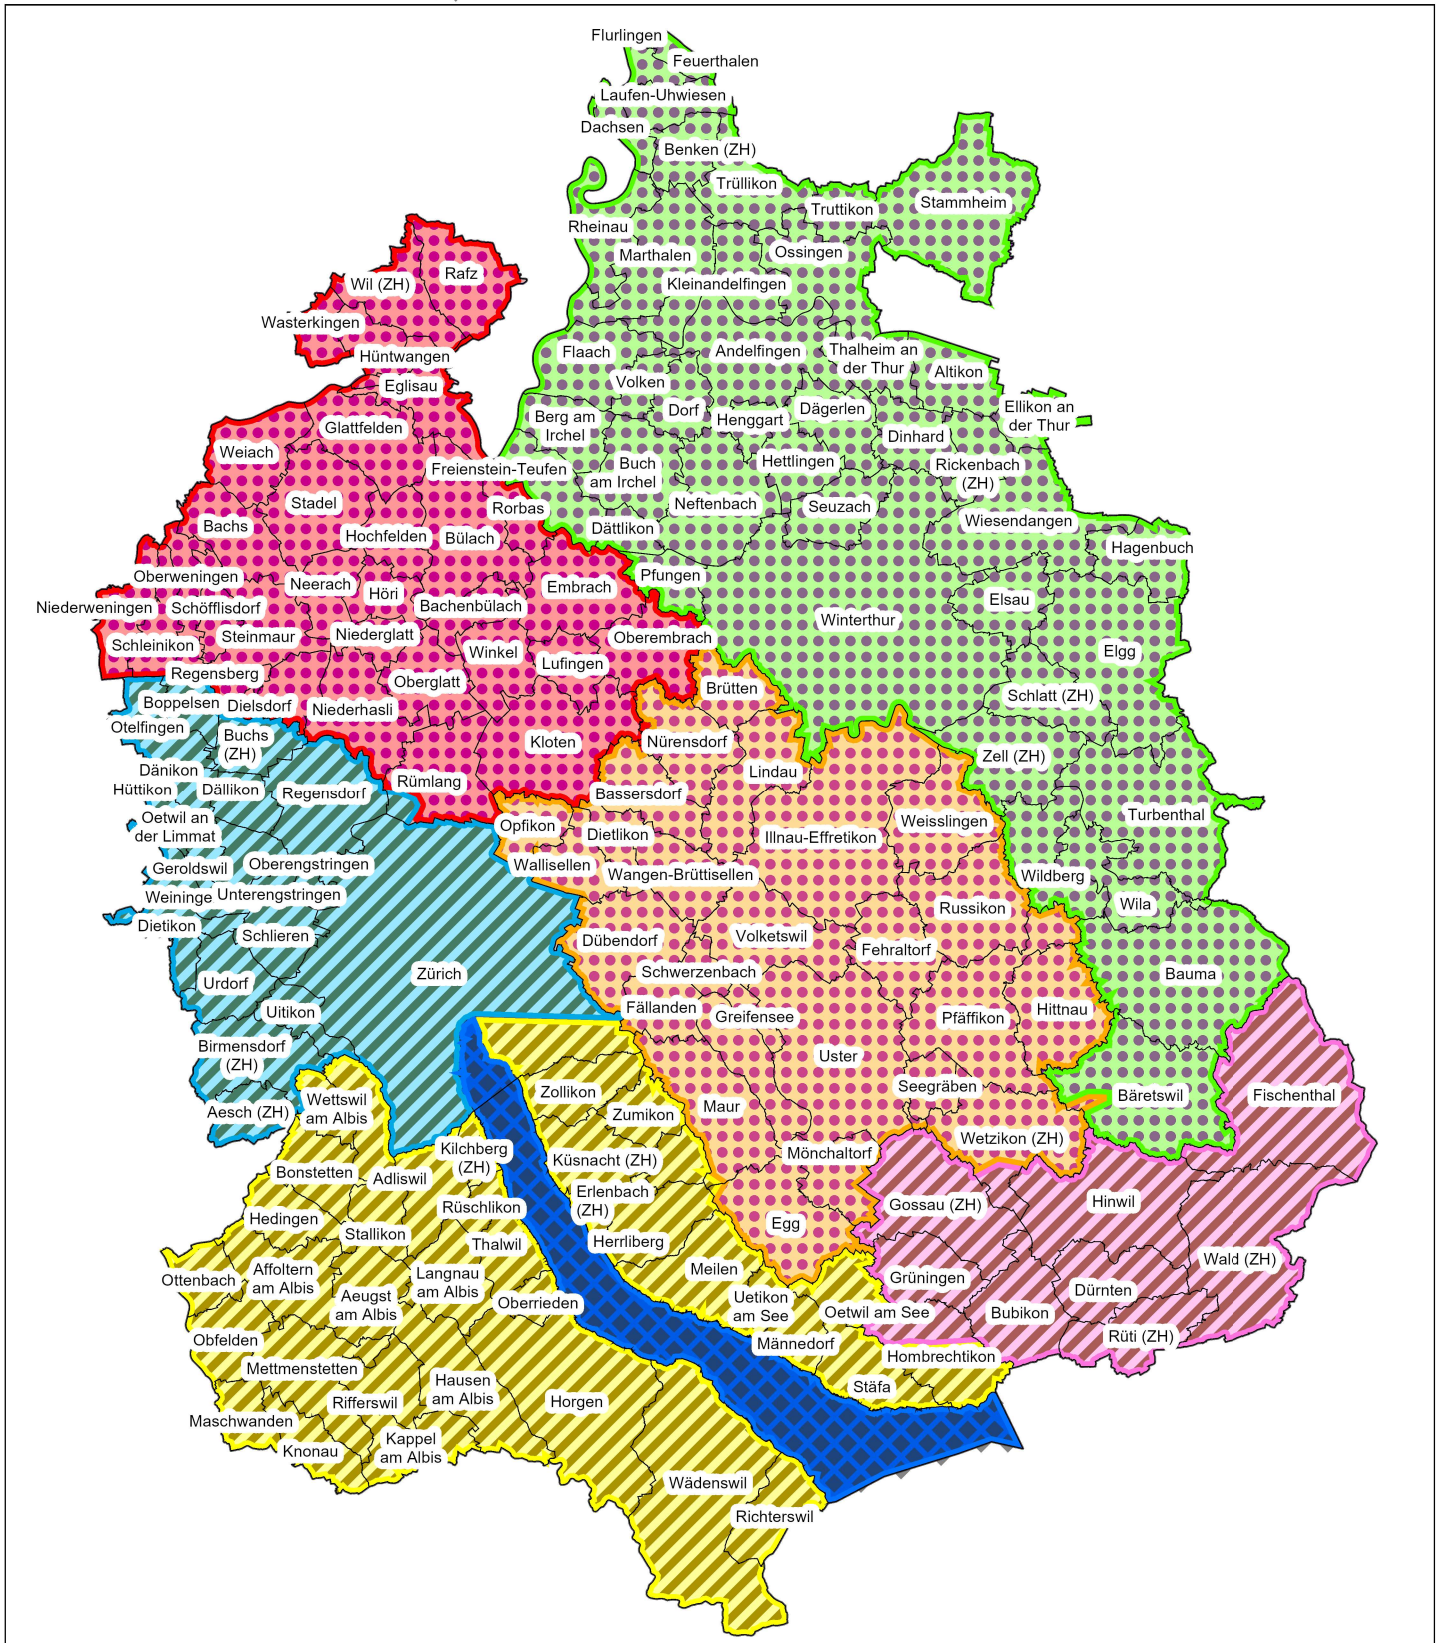 Flurlingen
Feuerthalen
Laufen-Uhwiesen
Dachsen
Benken (ZH)
Trüllikon
Truttikon
Stammheim
Rheinau
Marthalen
Ossingen
Kleinandelfingen
Rafz
Wil (ZH)
Wasterkingen
Hüntwangen
Eglisau
Flaach
Andelfingen
Thalheim an
der Thur
Altikon
Volken
Dorf
Henggart
Dägerlen
Ellikon an
der Thur
Berg am
Irchel
Dinhard
Glattfelden
Weiach
Freienstein-Teufen
Buch
am Irchel
Hettlingen
Rickenbach
(ZH)
Stadel
Rorbas
Neftenbach
Seuzach
Wiesendangen
Bachs
Hochfelden
Bülach
Dättlikon
Hagenbuch
Oberweningen
Neerach
Höri
Embrach
Pfungen
Niederweningen
Schöfflisdorf
Bachenbülach
Elsau
Winterthur
Schleinikon
Steinmaur
Niederglatt
Winkel
Oberembrach
Lufingen
Elgg
Regensberg
Oberglatt
Brütten
Schlatt (ZH)
Boppelsen
Dielsdorf
Niederhasli
Otelfingen
Buchs
(ZH)
Kloten
Nürensdorf
Zell (ZH)
Dänikon
Lindau
Hüttikon
Dällikon
Regensdorf
Rümlang
Bassersdorf
Oetwil an
der Limmat
Opfikon
Dietlikon
Illnau-Effretikon
Weisslingen
Turbenthal
Geroldswil
Oberengstringen
Wallisellen
Wangen-Brüttisellen
Wildberg
Weininge
Unterengstringen
Russikon
Wila
Dietikon
Schlieren
Dübendorf
Volketswil
Fehraltorf
Zürich
Schwerzenbach
Bauma
Urdorf
Uitikon
Fällanden
Greifensee
Pfäffikon
Hittnau
Birmensdorf
(ZH)
Uster
Aesch (ZH)
Wettswil
am Albis
Zollikon
Zumikon
Maur
Seegräben
Bäretswil
Fischenthal
Kilchberg
(ZH)
Küsnacht (ZH)
Mönchaltorf
Wetzikon (ZH)
Bonstetten
Adliswil
Erlenbach
(ZH)
Rüschlikon
Gossau (ZH)
Hinwil
Hedingen
Stallikon
Thalwil
Herrliberg
Egg
Wald (ZH)
Ottenbach
Affoltern
am Albis
Langnau
am Albis
Meilen
Grüningen
Aeugst
am Albis
Oberrieden
Uetikon
am See
Oetwil am See
Bubikon
Dürnten
Obfelden
Männedorf
Rüti (ZH)
Mettmenstetten
Hombrechtikon
Hausen
am Albis
Stäfa
Rifferswil
Horgen
Maschwanden
Knonau
Kappel
am Albis
Wädenswil
Richterswil